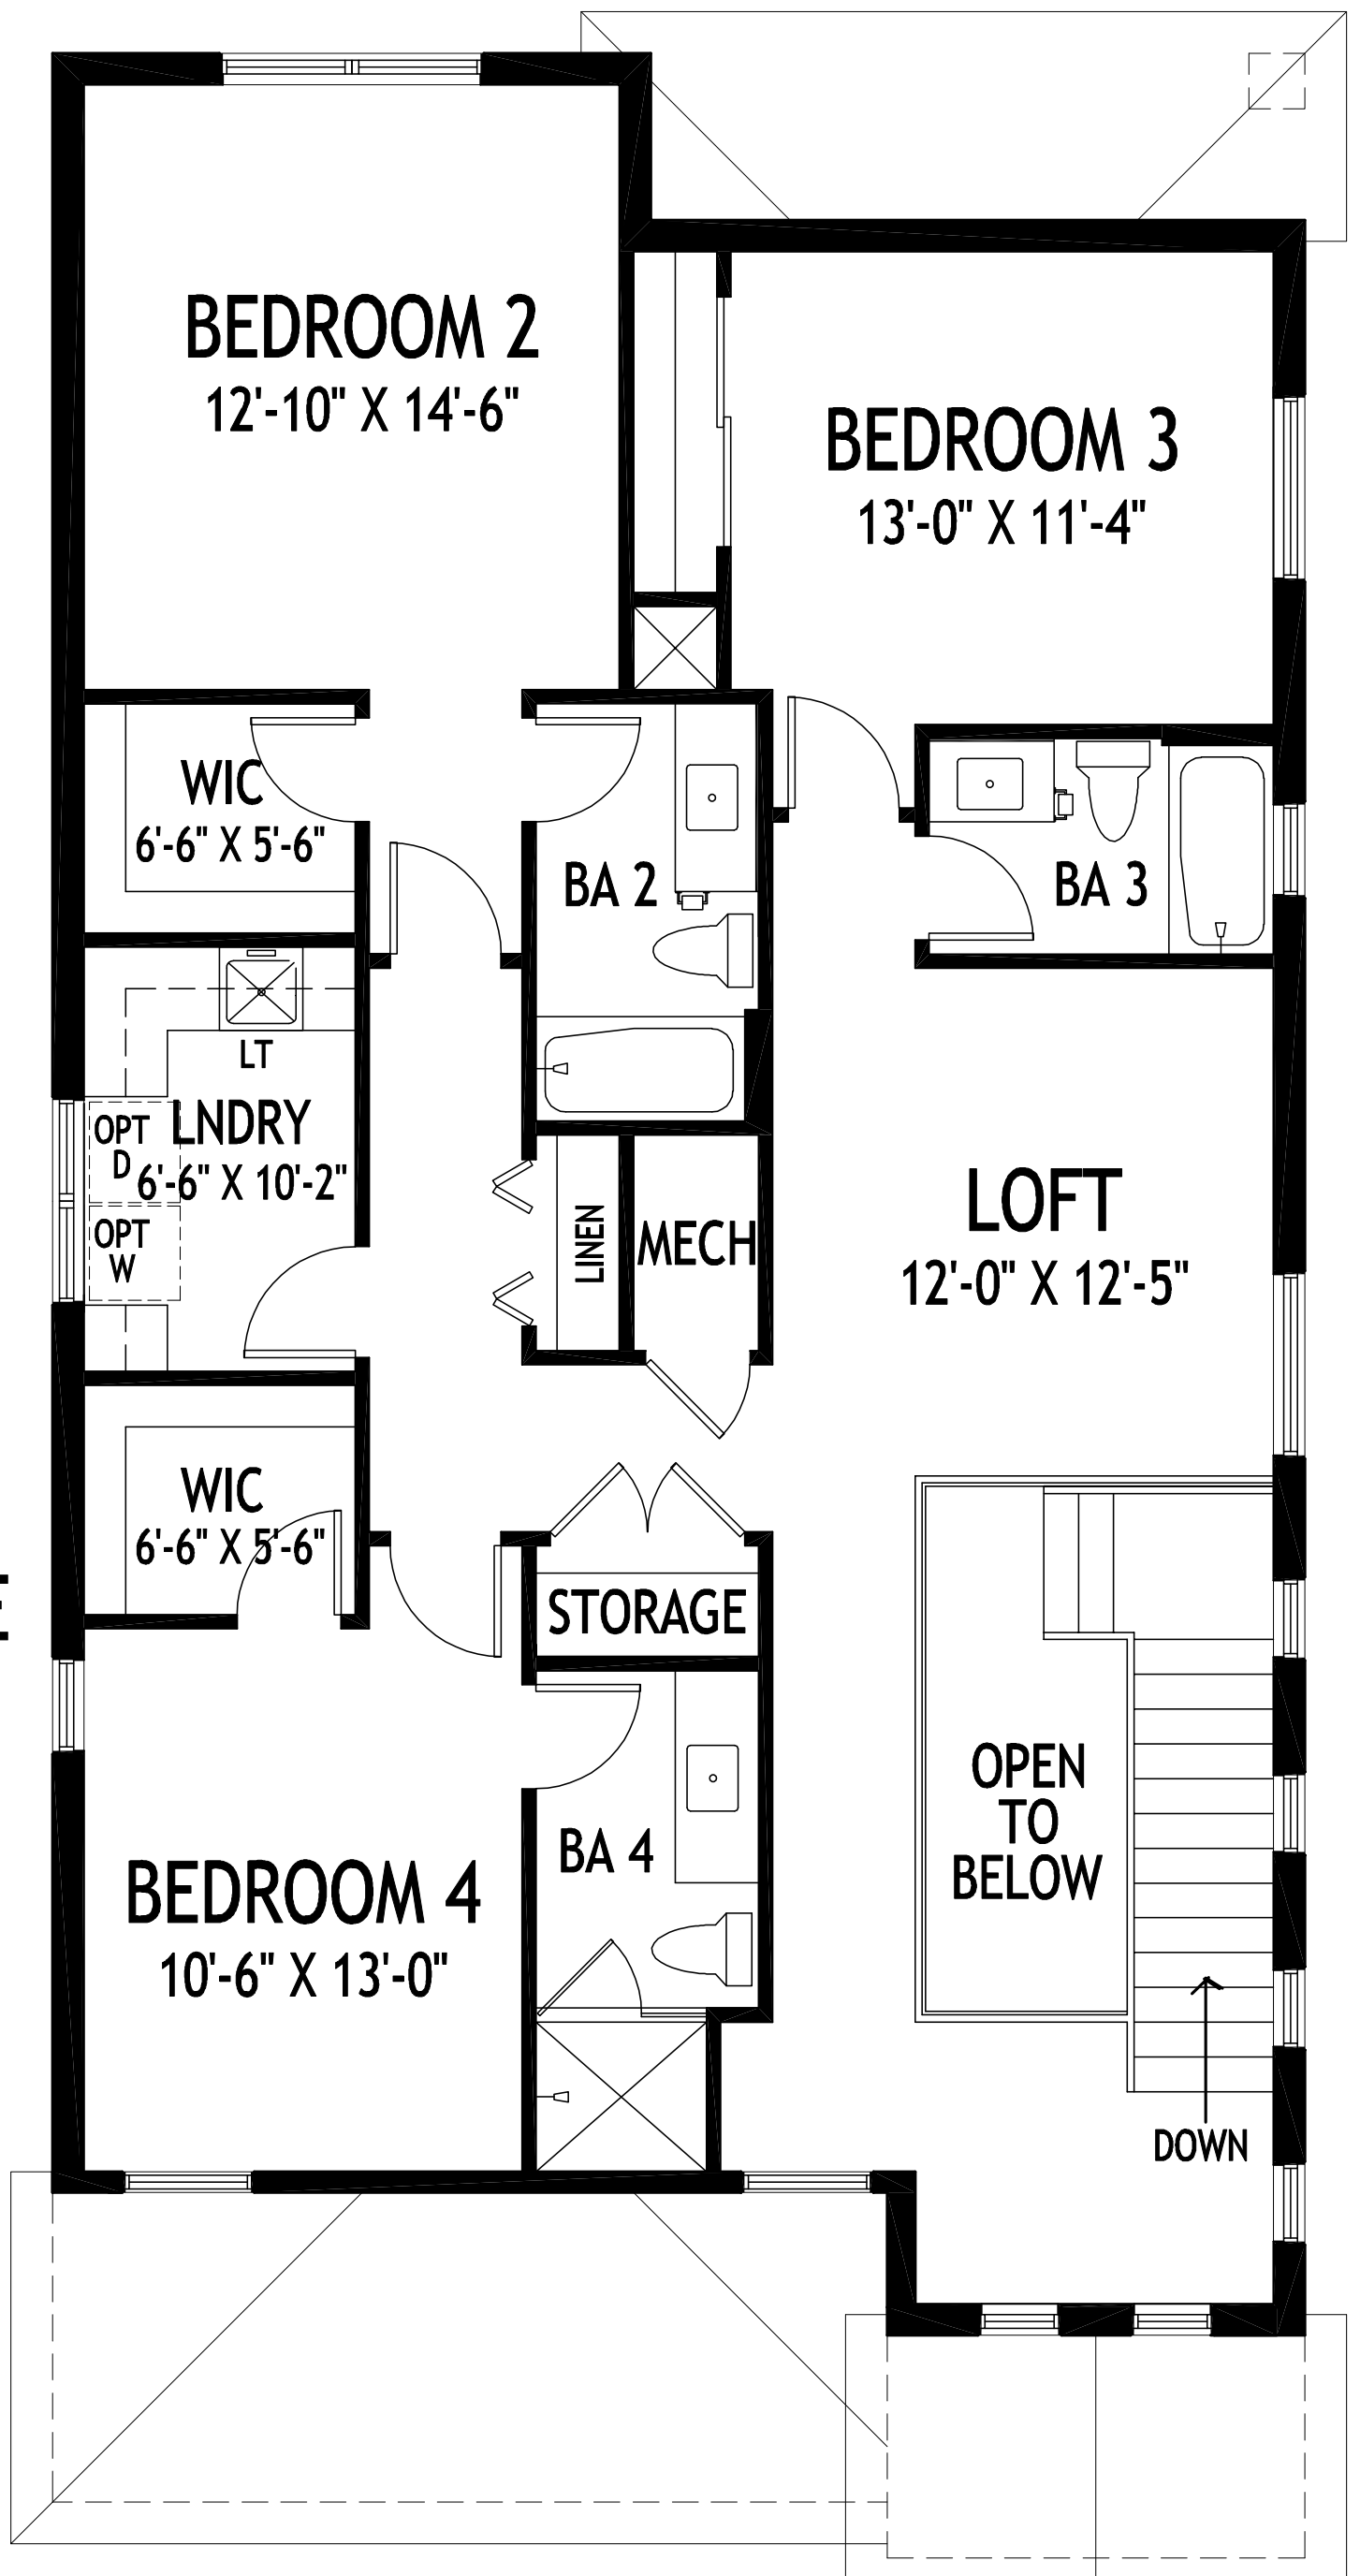 BEDROOM 2
12'-10" X 14'-6"
BEDROOM 3
13'-0" X 11'-4"
WIC
6'-6" X 5'-6"
BA 2
BA 3
LT
LNDRY
6'-6" X 10'-2"
OPT
D
OPT
W
LINEN
MECH
LOFT
12'-0" X 12'-5"
WIC
6'-6" X 5'-6"
E
STORAGE
OPEN
TO
BELOW
BA 4
BEDROOM 4
10'-6" X 13'-0"
DOWN